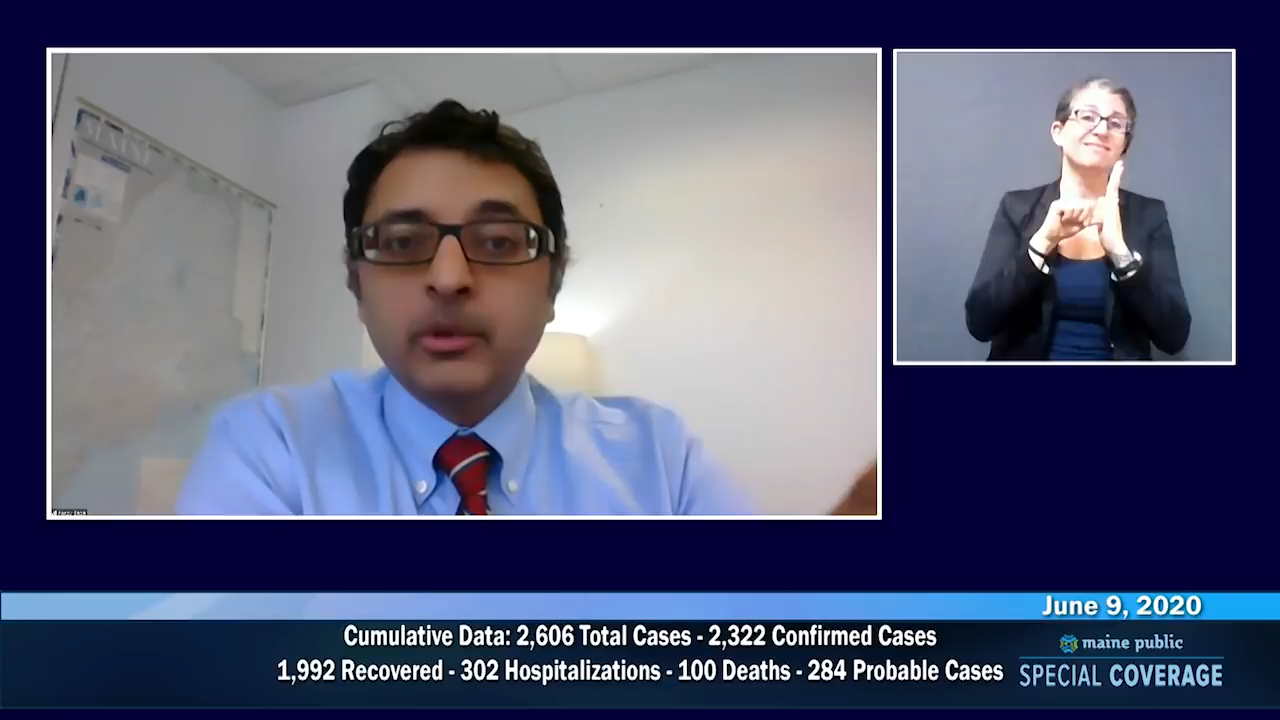 MAINE
June 9, 2020
Cumulative Data: 2,606 Total Cases - 2,322 Confirmed Cases
1,992 Recovered - 302 Hospitalizations - 100 Deaths - 284 Probable Cases
maine public
SPECIAL COVERAGE